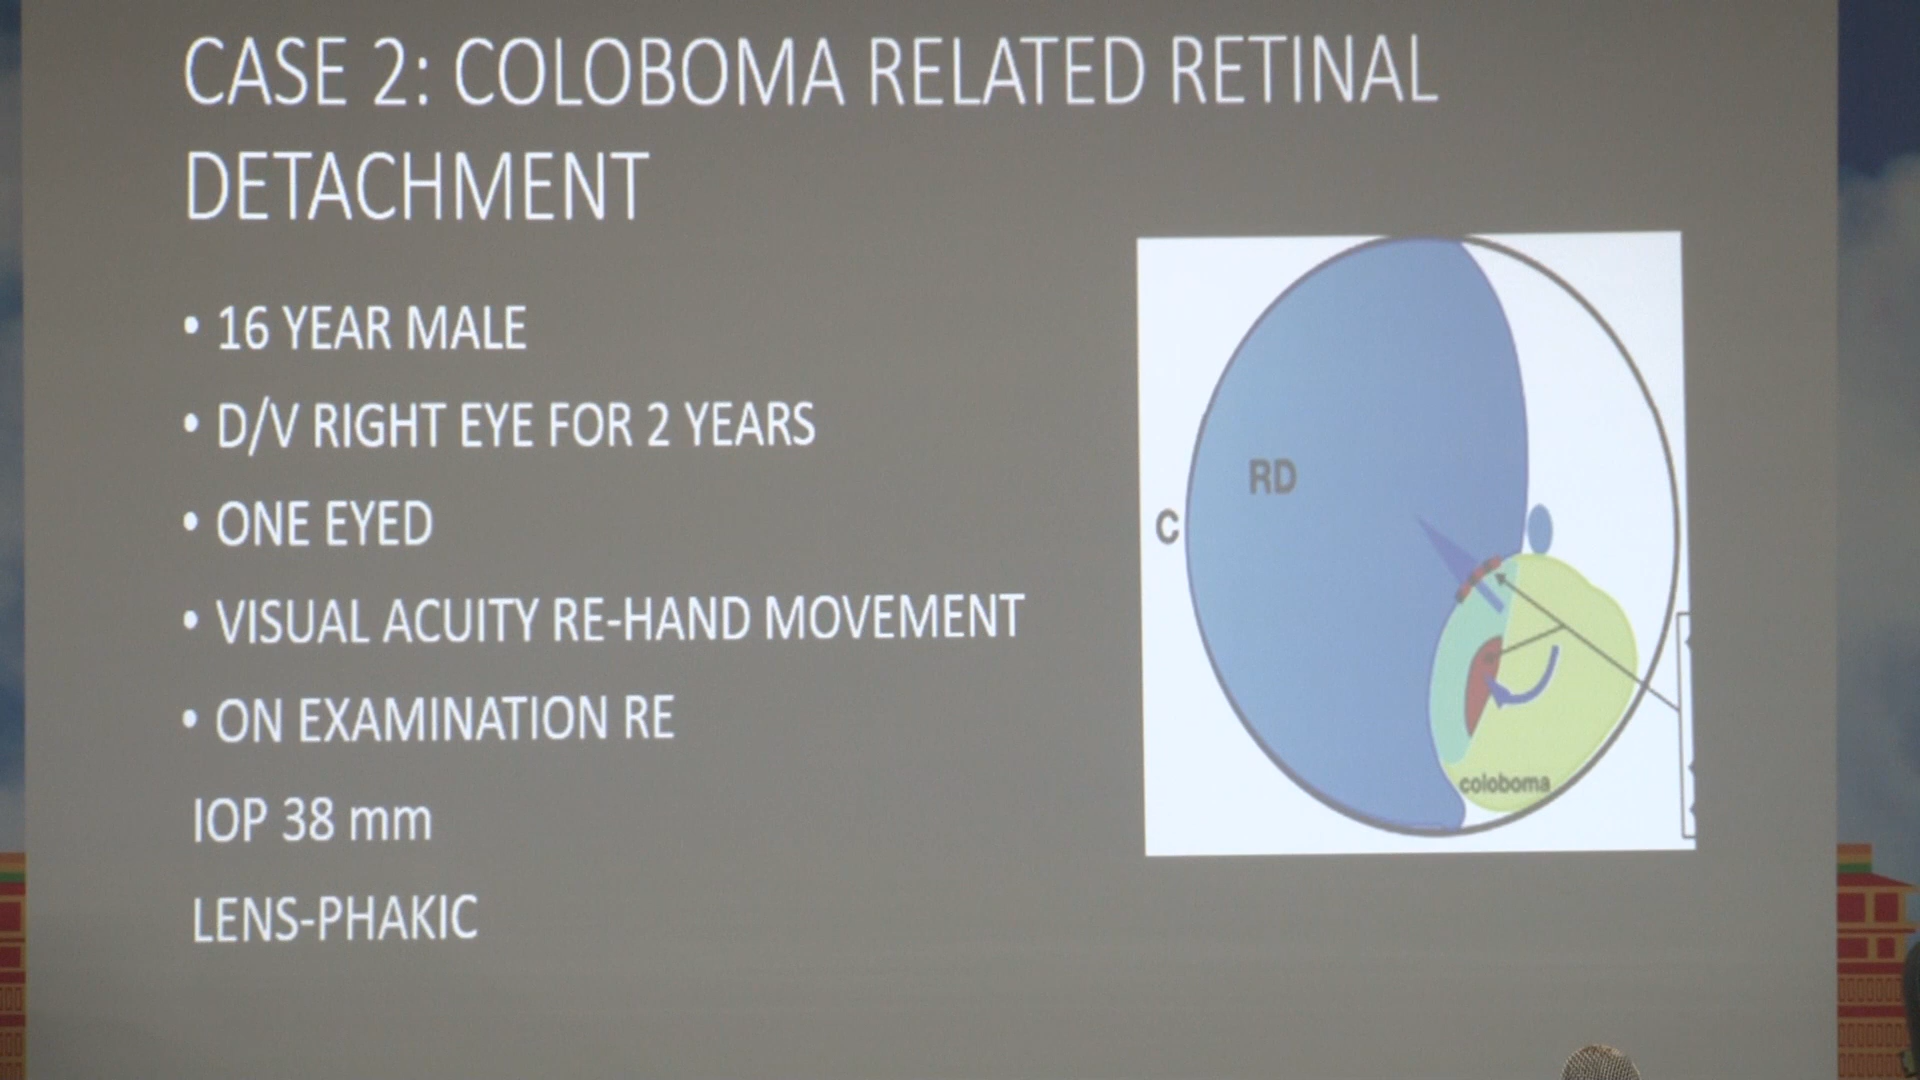 CASE 2: COLOBOMA RELATED RETINAL
DETACHMENT
• 16 YEAR MALE
• D/V RIGHT EYE FOR 2 YEARS
• ONE EYED
• VISUAL ACUITY RE-HAND MOVEMENT
• ON EXAMINATION RE
IOP 38 mm
LENS-PHAKIC
RD
C
coloboma